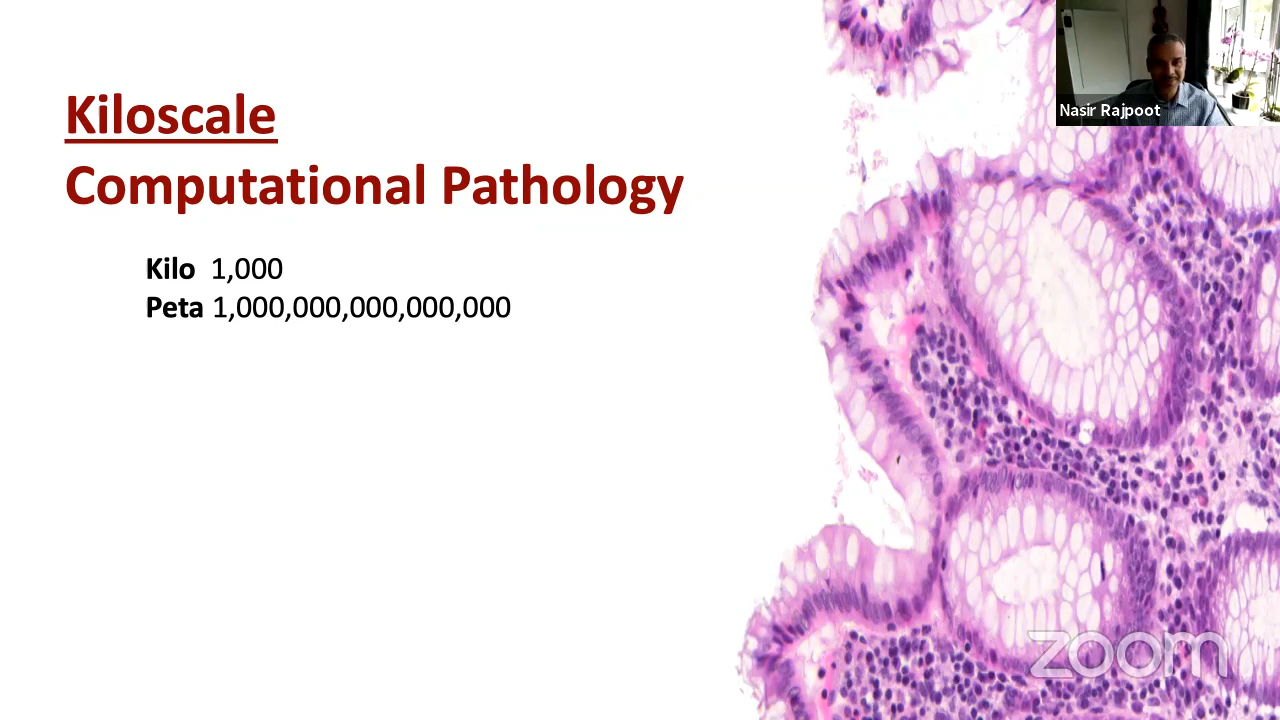 Kiloscale
Computational Pathology
Kilo 1,000
Peta 1,000,000,000,000,000
Nasir Rajpoot
zoom